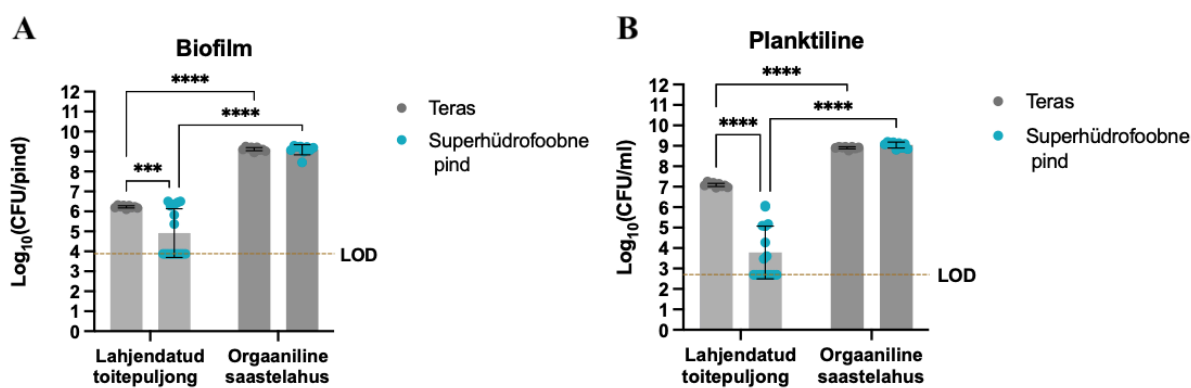 A
Biofilm
Log10(CFU/pind)
12
11
10
9
8
7
6
5
4
3
2
1
0
****
****
***
LOD
Lahjendatud
toitepuljong
Orgaaniline
saastelahus
Teras
Superhüdrofoobne
pind
B
Planktiline
Log10(CFU/ml)
12
11
10
9
8
7
6
5
4
3
2
1
0
****
****
****
LOD
Lahjendatud
toitepuljong
Orgaaniline
saastelahus
Teras
Superhüdrofoobne
pind